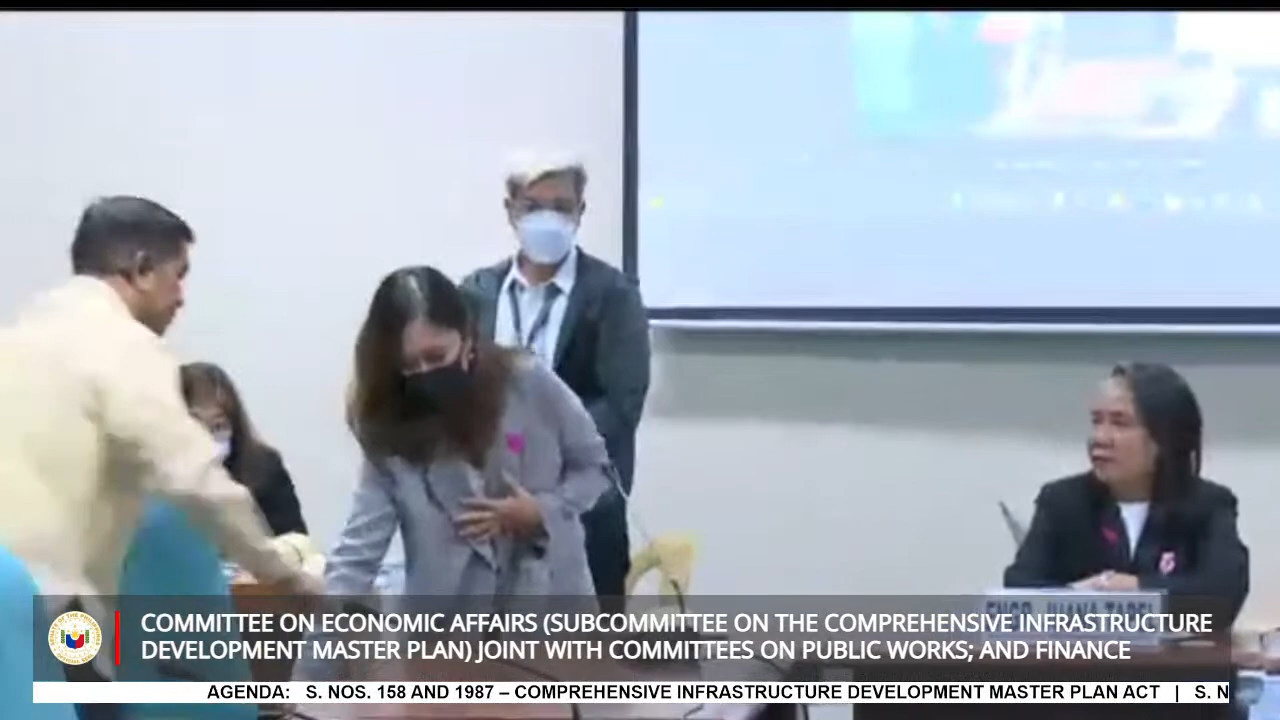 COMMITTEE ON ECONOMIC AFFAIRS (SUBCOMMITTEE ON THE COMPREHENSIVE INFRASTRUCTURE
DEVELOPMENT MASTER PLAN) JOINT WITH COMMITTEES ON PUBLIC WORKS; AND FINANCE
AGENDA: S. NOS. 158 AND 1987 – COMPREHENSIVE INFRASTRUCTURE DEVELOPMENT MASTER PLAN ACT | S. N